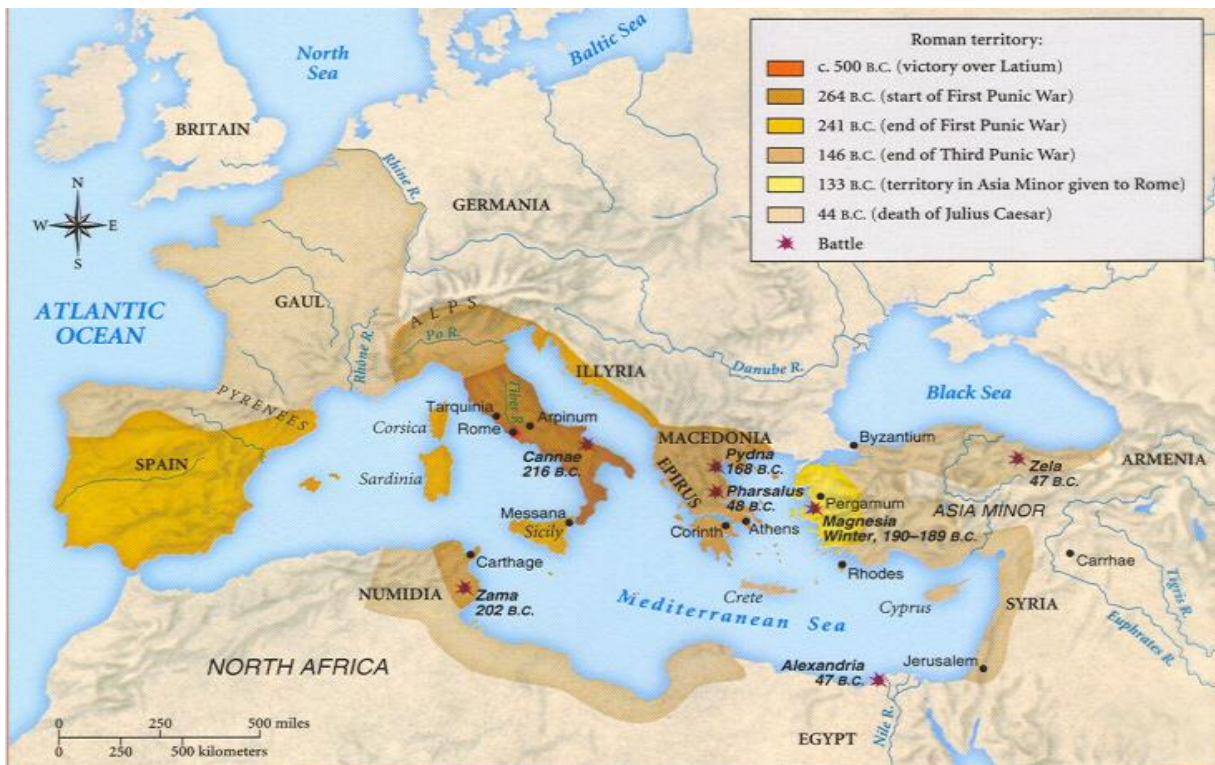 North
Sea
Baltic Sea
Roman territory:
c. 500 B.C. (victory over Latium)
264 B.C. (start of First Punic War)
241 B.C. (end of First Punic War)
146 B.C. (end of Third Punic War)
133 B.C. (territory in Asia Minor given to Rome)
44 B.C. (death of Julius Caesar)
Battle
BRITAIN
N
W
E
S
Rhine R.
GERMANIA
ATLANTIC
OCEAN
GAUL
ALPS
Po R.
Rhône R.
Danube R.
ILLYRIA
Black Sea
PYRENEES
Tiber R.
Tarquinia
Rome
Arpinum
Corsica
Cannae
216 B.C.
MACEDONIA
Pydna
168 B.C.
Byzantium
Zela
47 B.C.
ARMENIA
SPAIN
Sardinia
EPIRUS
Pharsalus
48 B.C.
Pergamum
ASIA MINOR
Magnesia
Winter, 190–189 B.C.
Messana
Sicily
Corinth
Athens
Carthage
Rhodes
Carrhae
Tigris R.
NUMIDIA
Zama
202 B.C.
Crete
Cyprus
SYRIA
Mediterranean Sea
Euphrates R.
NORTH AFRICA
Alexandria
47 B.C.
Jerusalem
EGYPT
Nile R.
0 250 500 miles
0 250 500 kilometers